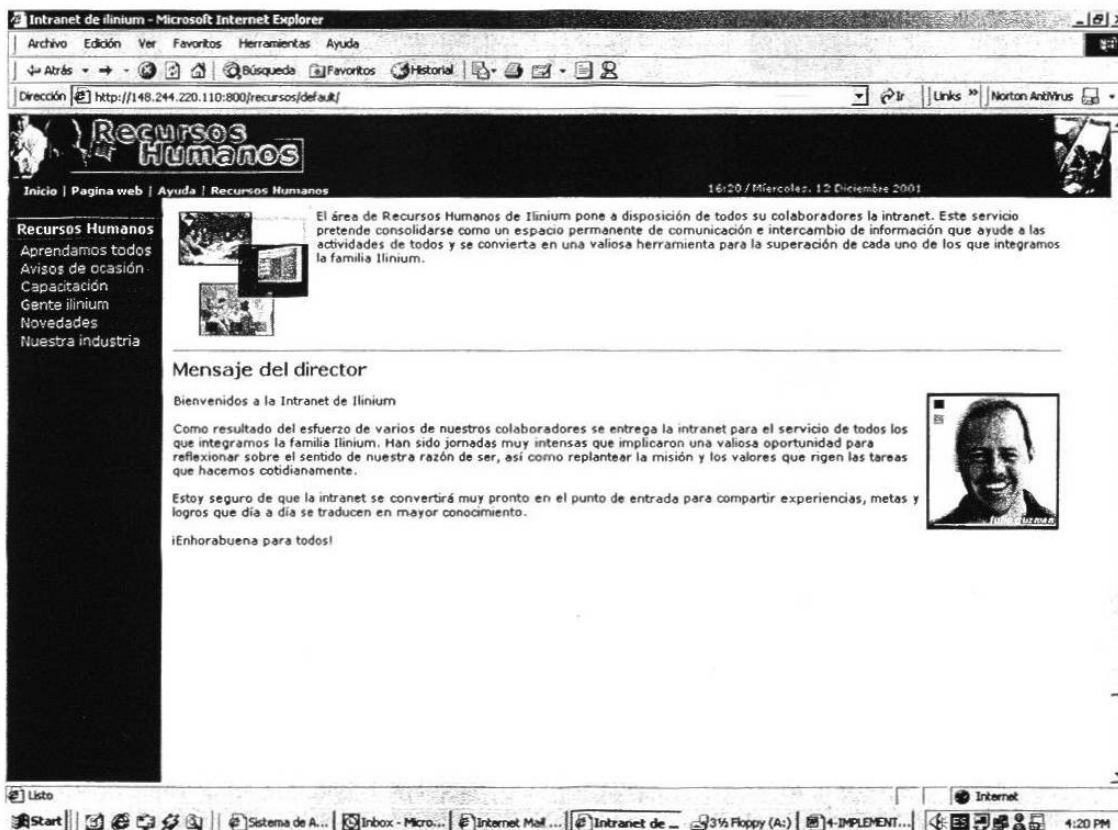 Intranet de ilinium - Microsoft Internet Explorer
Archivo Edición Ver Favoritos Herramientas Ayuda
Atrás Búsqueda Favoritos Historial
Dirección http://148.244.220.110:800/recursos/default/ Ir Links » Norton AntiVirus
Recursos
Humanos
Inicio | Pagina web | Ayuda | Recursos Humanos
16:20 / Miercoles, 12 Diciembre 2001
Recursos Humanos
Aprendamos todos
Avisos de ocasión
Capacitación
Gente ilinium
Novedades
Nuestra industria
El área de Recursos Humanos de Ilinium pone a disposición de todos su colaboradores la intranet. Este servicio
pretende consolidarse como un espacio permanente de comunicación e intercambio de información que ayude a las
actividades de todos y se convierta en una valiosa herramienta para la superación de cada uno de los que integramos
la familia Ilinium.
Mensaje del director
Bienvenidos a la Intranet de Ilinium
Como resultado del esfuerzo de varios de nuestros colaboradores se entrega la intranet para el servicio de todos los
que integramos la familia Ilinium. Han sido jornadas muy intensas que implicaron una valiosa oportunidad para
reflexionar sobre el sentido de nuestra razón de ser, así como replantear la misión y los valores que rigen las tareas
que hacemos cotidianamente.
Estoy seguro de que la intranet se convertirá muy pronto en el punto de entrada para compartir experiencias, metas y
logros que día a día se traducen en mayor conocimiento.
¡Enhorabuena para todos!
guzman
Listo Internet
Start Sistema de A... Inbox - Micro... Internet Mail ... Intranet de ... 3½ Floppy (A:) 4-IMPLEMENT... 4:20 PM